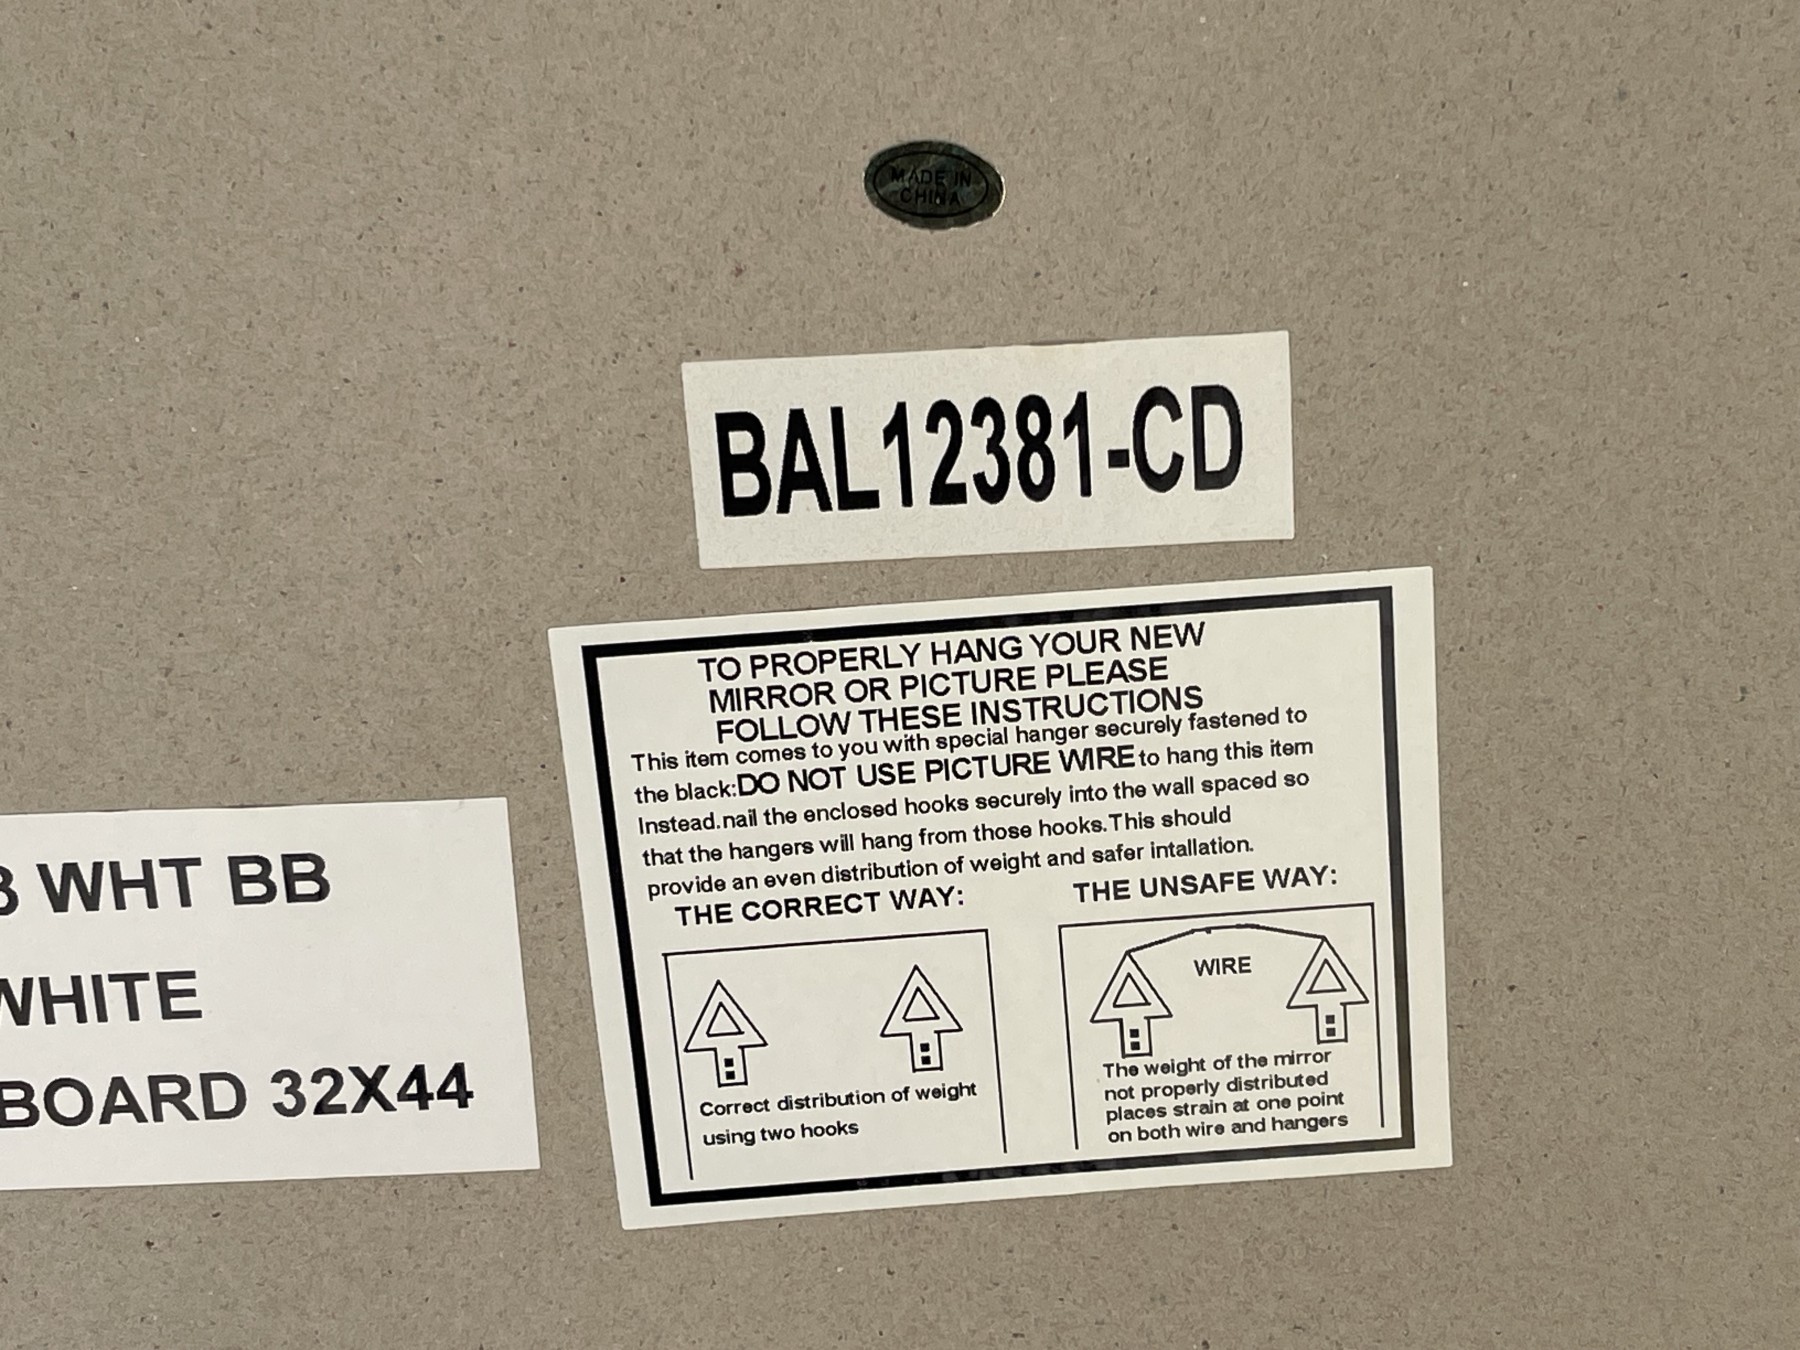 MADE IN
CHINA
BAL12381-CD
TO PROPERLY HANG YOUR NEW
MIRROR OR PICTURE PLEASE
FOLLOW THESE INSTRUCTIONS
This item comes to you with special hanger securely fastened to
the black:DO NOT USE PICTURE WIRE to hang this item
Instead.nail the enclosed hooks securely into the wall spaced so
that the hangers will hang from those hooks.This should
provide an even distribution of weight and safer intallation.
THE CORRECT WAY:
Correct distribution of weight
using two hooks
THE UNSAFE WAY:
WIRE
The weight of the mirror
not properly distributed
places strain at one point
on both wire and hangers
WHT BB
WHITE
BOARD 32X44